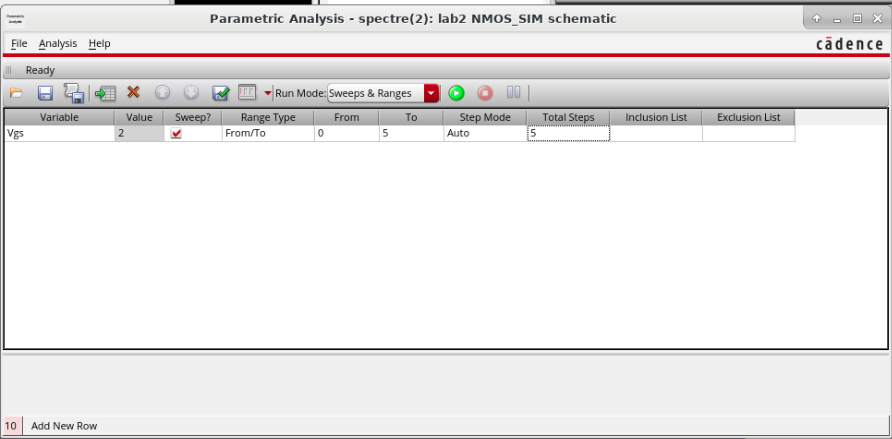 Parametric Analysis - spectre(2): lab2 NMOS_SIM schematic
File Analysis Help cādence
Ready
Run Mode: Sweeps & Ranges
Variable Value Sweep? Range Type From To Step Mode Total Steps Inclusion List Exclusion List
Vgs 2 From/To 0 5 Auto 5
10 Add New Row